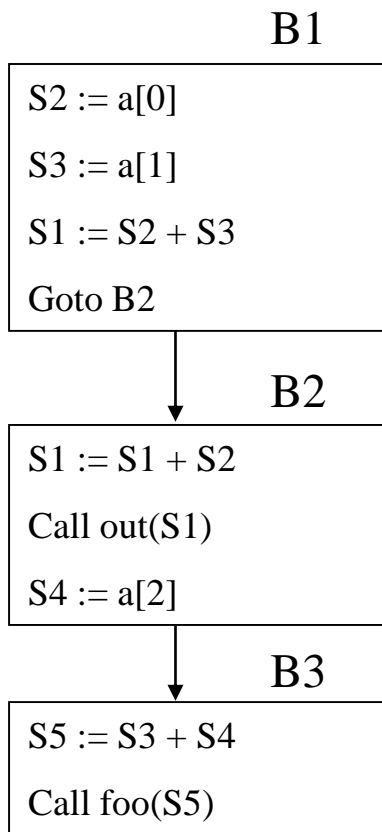 B1
S2 := a[0]
S3 := a[1]
S1 := S2 + S3
Goto B2
B2
S1 := S1 + S2
Call out(S1)
S4 := a[2]
B3
S5 := S3 + S4
Call foo(S5)